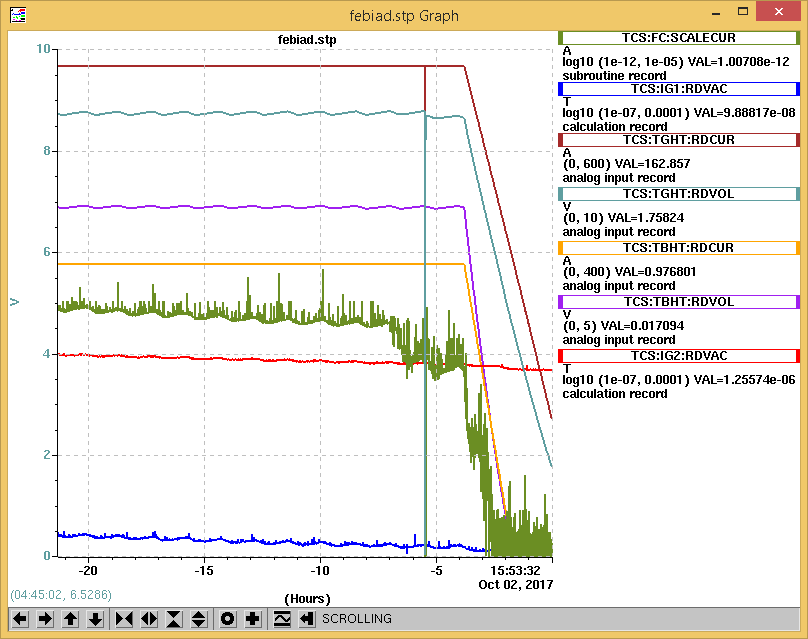 febiad.stp Graph
febiad.stp
10
8
6
V
4
2
0
-20
-15
-10
-5
15:53:32
Oct 02, 2017
(Hours)
(04:45:02, 6.5286)
SCROLLING
TCS:FC:SCALECUR
A
log10 (1e-12, 1e-05) VAL=1.00708e-12
subroutine record
TCS:IG1:RDVAC
T
log10 (1e-07, 0.0001) VAL=9.88817e-08
calculation record
TCS:TGHT:RDCUR
A
(0, 600) VAL=162.857
analog input record
TCS:TGHT:RDVOL
V
(0, 10) VAL=1.75824
analog input record
TCS:TBHT:RDCUR
A
(0, 400) VAL=0.976801
analog input record
TCS:TBHT:RDVOL
V
(0, 5) VAL=0.017094
analog input record
TCS:IG2:RDVAC
T
log10 (1e-07, 0.0001) VAL=1.25574e-06
calculation record